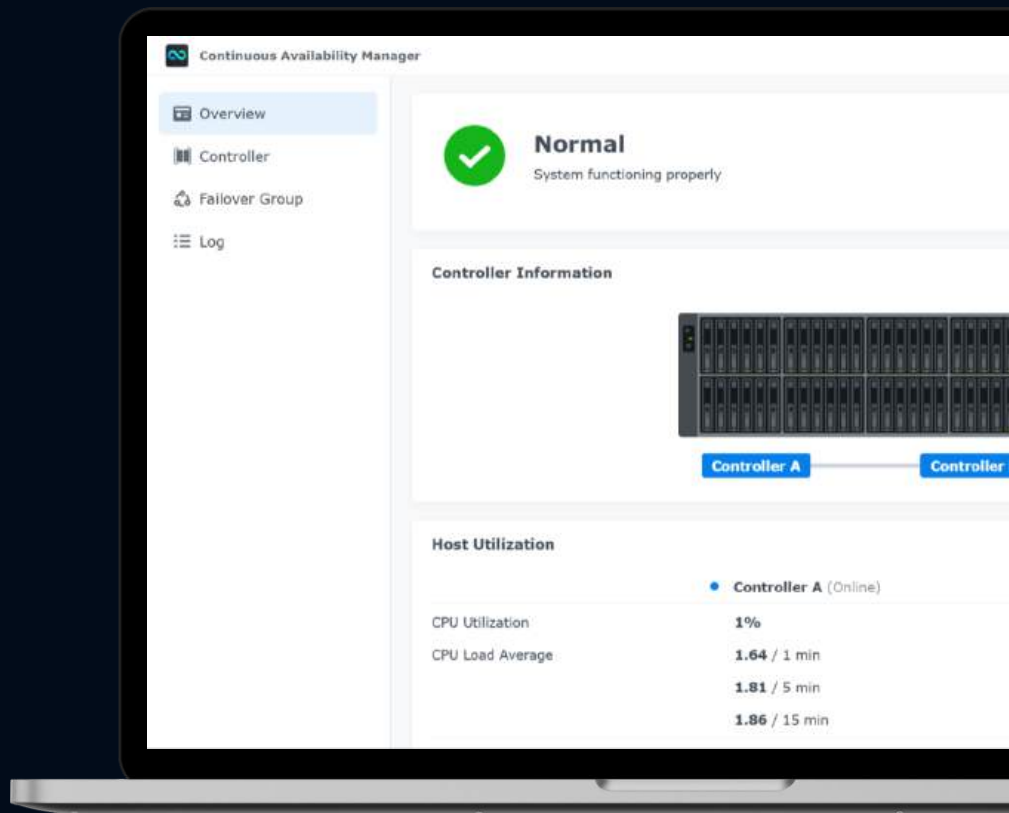 Continuous Availability Manager
Overview
Controller
Failover Group
Log
Normal
System functioning properly
Controller Information
Controller A
Controller
Host Utilization
Controller A (Online)
CPU Utilization
1%
CPU Load Average
1.64 / 1 min
1.81 / 5 min
1.86 / 15 min